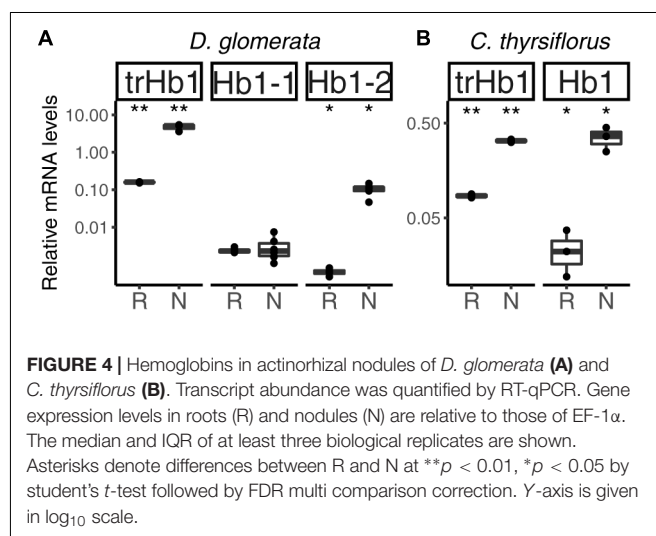 A D. glomerata B C. thyrsiflorus
trHb1 Hb1-1 Hb1-2 trHb1 Hb1
** ** * * ** ** * *
Relative mRNA levels
10.00
1.00
0.10
0.01
0.50
0.05
R N R N R N R N R N
FIGURE 4 | Hemoglobins in actinorhizal nodules of D. glomerata (A) and
C. thyrsiflorus (B). Transcript abundance was quantified by RT-qPCR. Gene
expression levels in roots (R) and nodules (N) are relative to those of EF-1α.
The median and IQR of at least three biological replicates are shown.
Asterisks denote differences between R and N at **p < 0.01, *p < 0.05 by
student's t-test followed by FDR multi comparison correction. Y-axis is given
in log₁₀ scale.